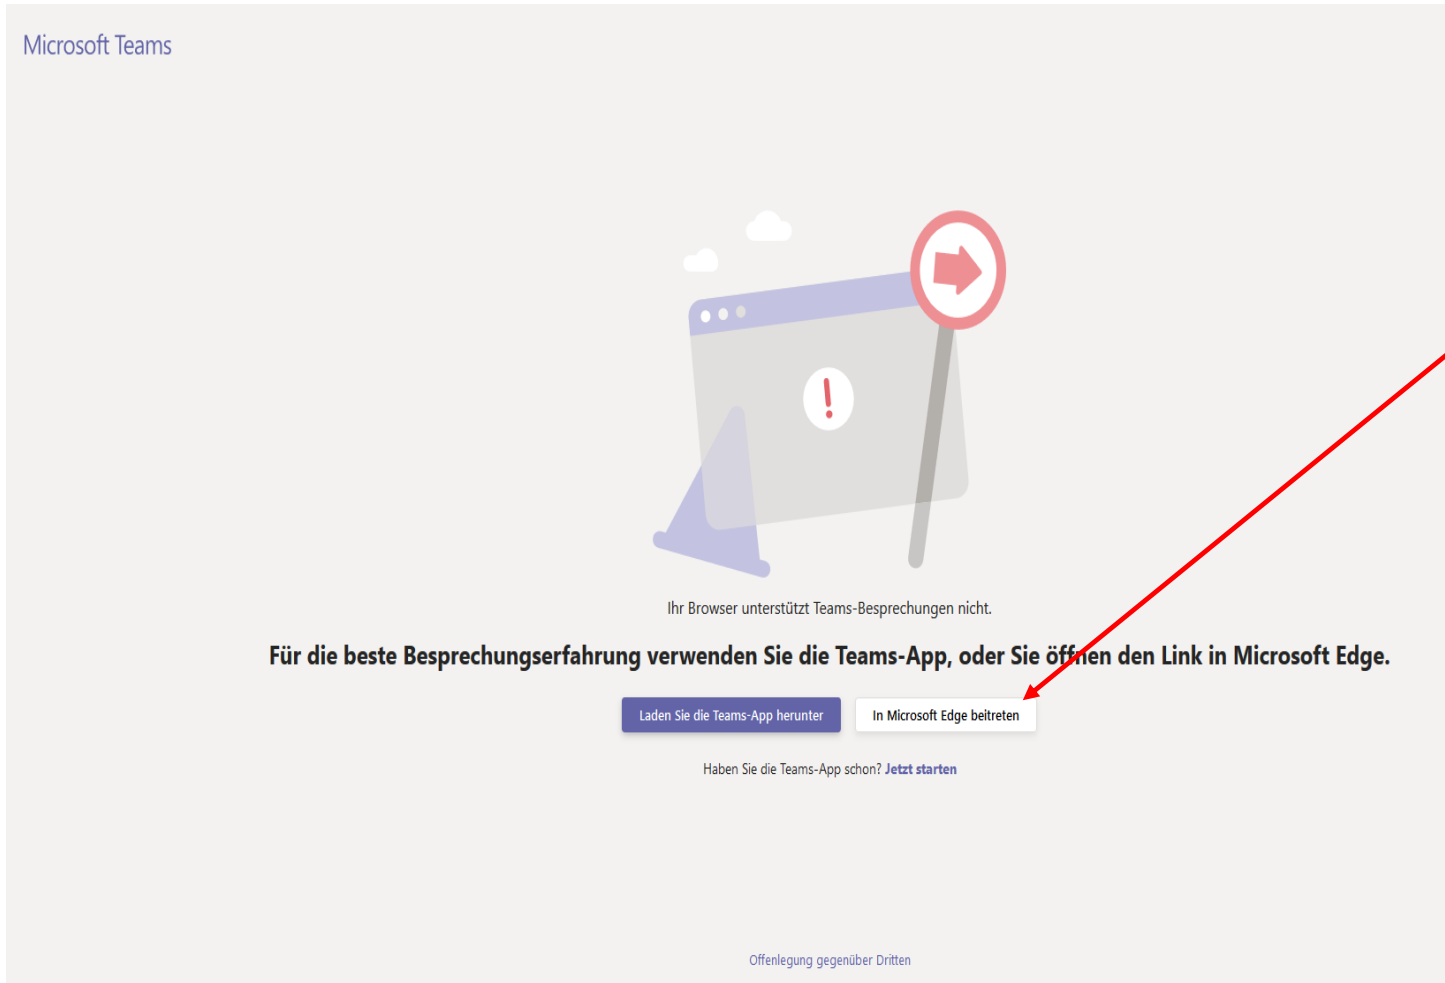 Microsoft Teams
Ihr Browser unterstützt Teams-Besprechungen nicht.
Für die beste Besprechungserfahrung verwenden Sie die Teams-App, oder Sie öffnen den Link in Microsoft Edge.
Laden Sie die Teams-App herunter
In Microsoft Edge beitreten
Haben Sie die Teams-App schon? Jetzt starten
Offenlegung gegenüber Dritten